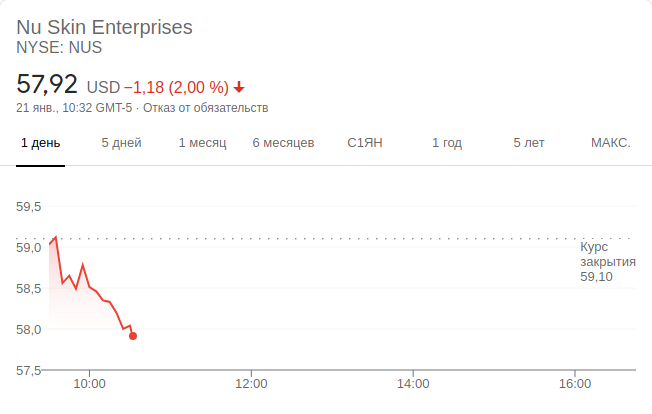 Nu Skin Enterprises
NYSE: NUS
57,92 USD −1,18 (2,00 %)
21 янв., 10:32 GMT-5 · Отказ от обязательств
1 день 5 дней 1 месяц 6 месяцев С1ЯН 1 год 5 лет МАКС.
59,5
59,0
58,5
58,0
57,5
Курс
закрытия
59,10
10:00 12:00 14:00 16:00